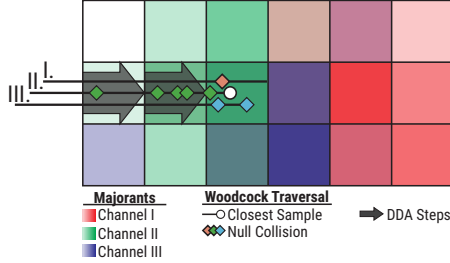 I.
II.
III.
Majorants
Channel I
Channel II
Channel III
Woodcock Traversal
Closest Sample
Null Collision
DDA Steps